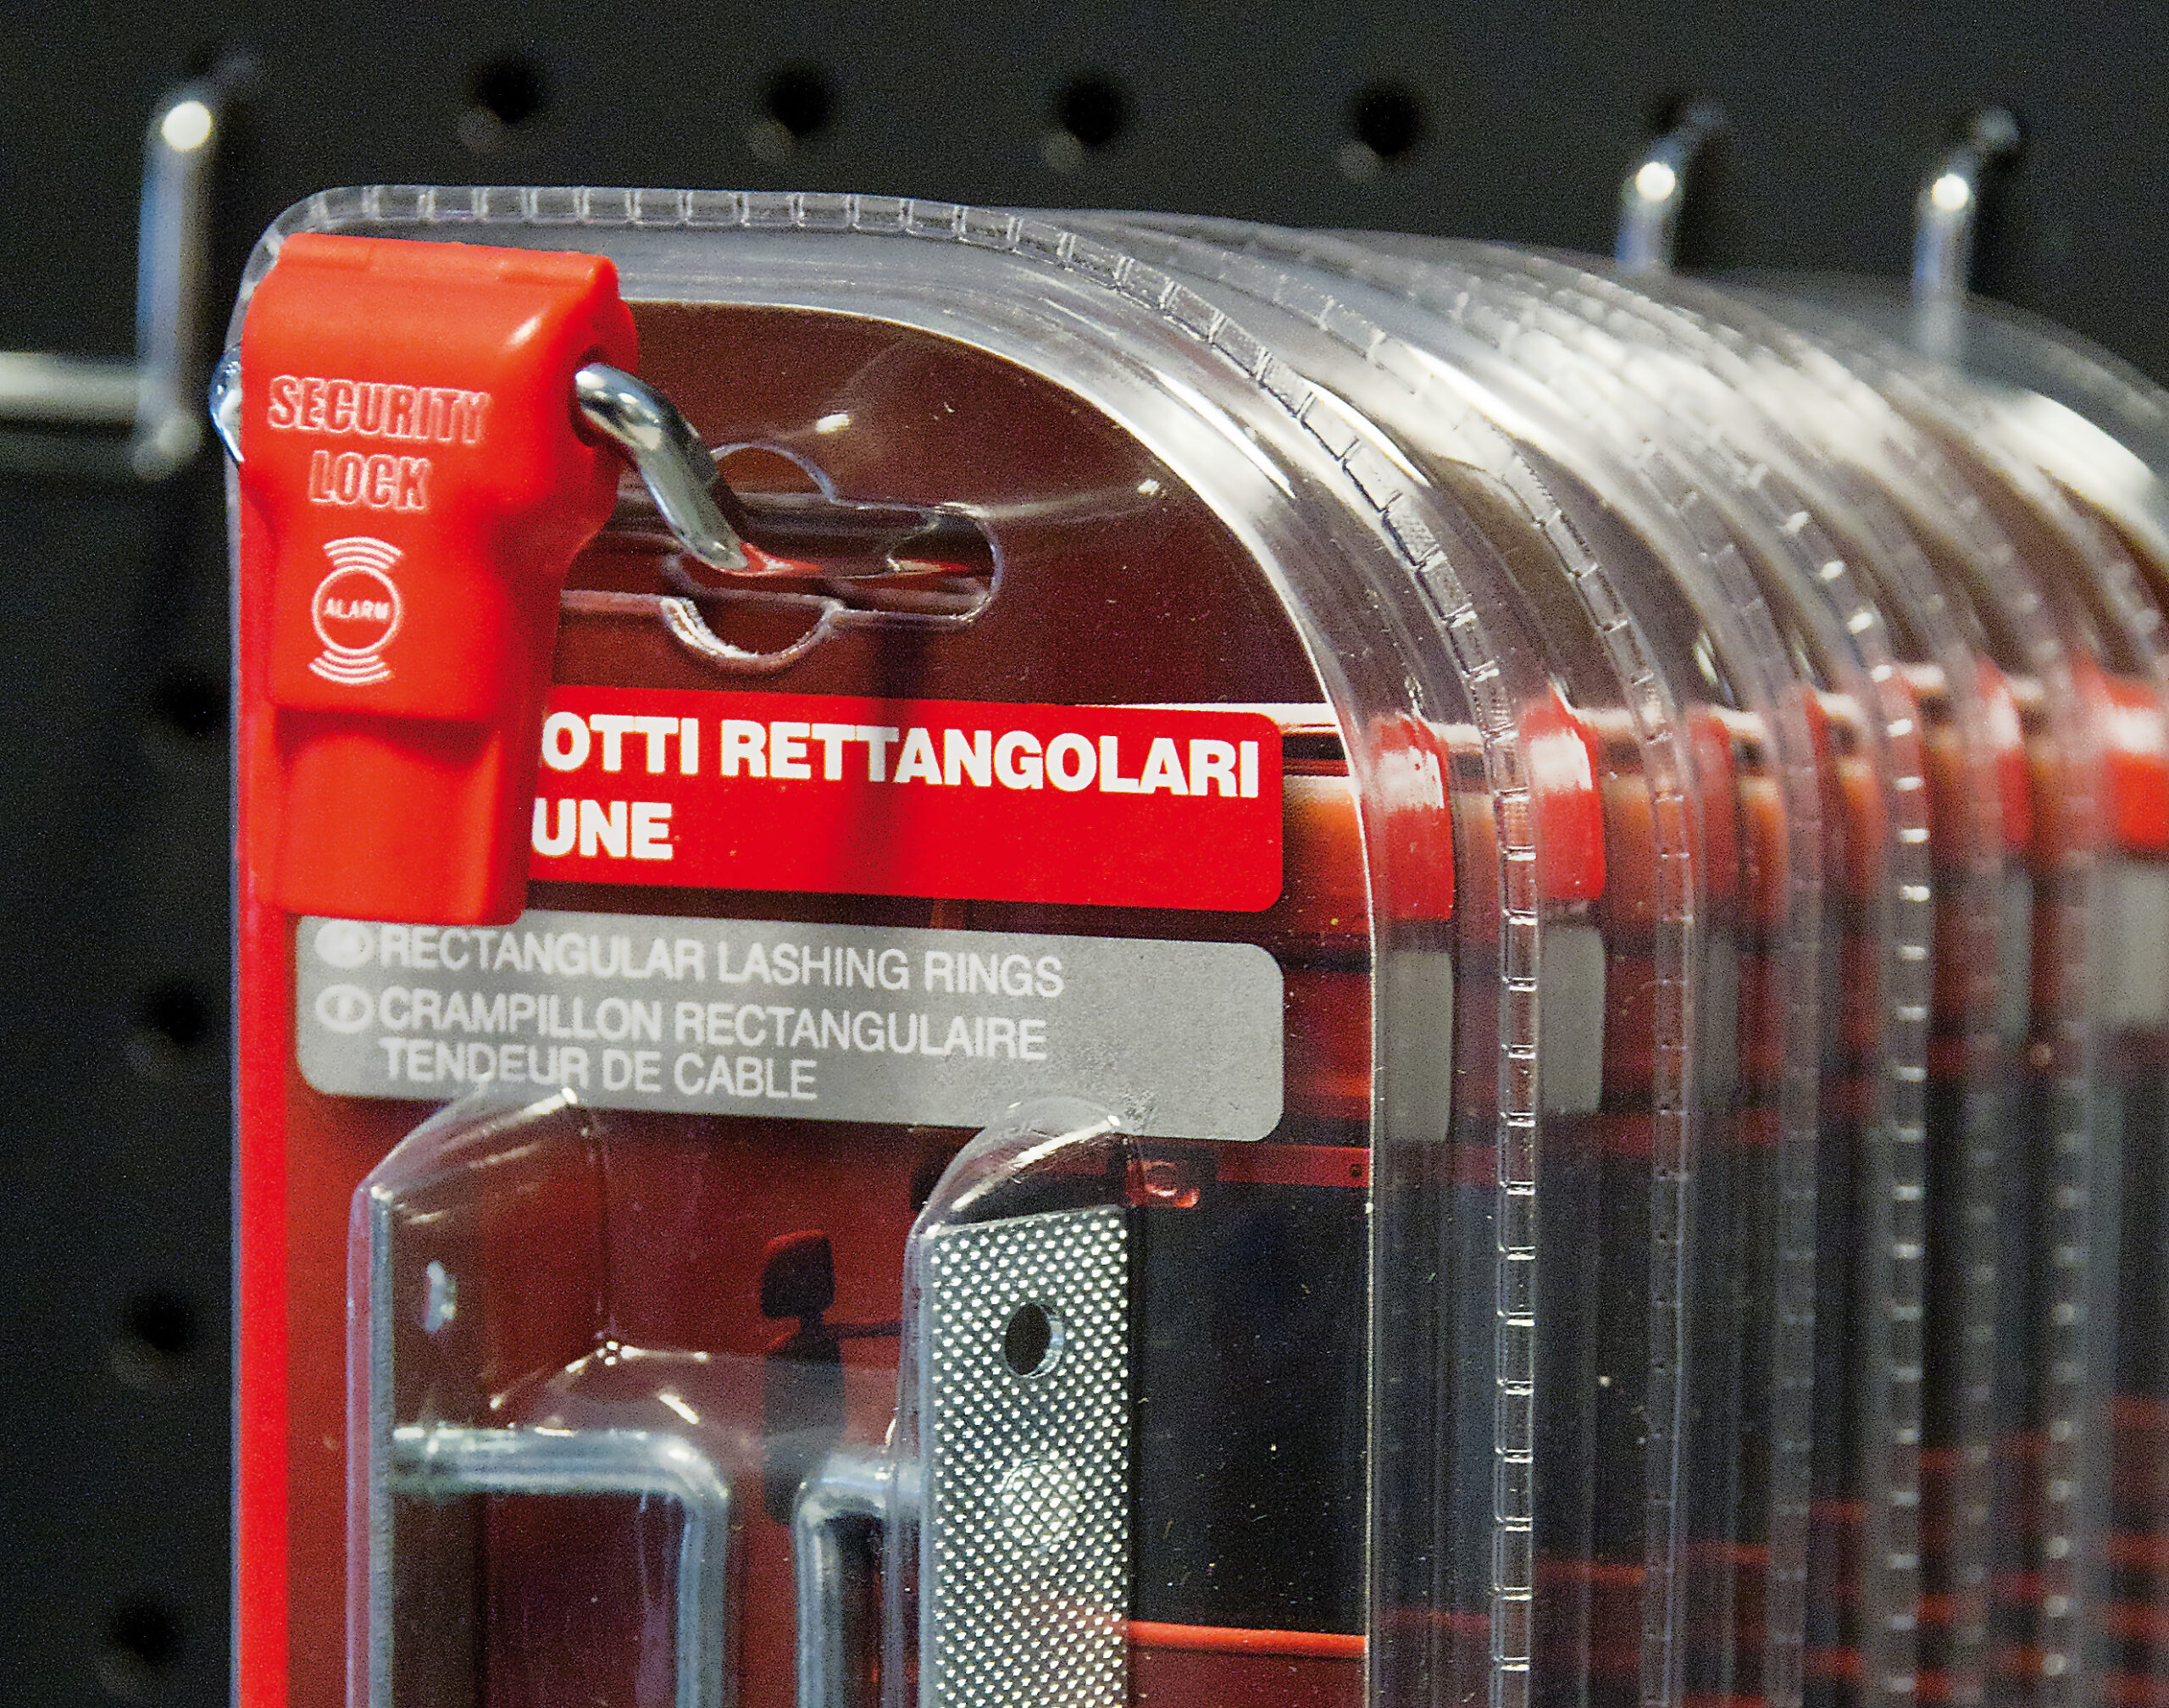 SECURITY
LOCK
ALARM
OTTI RETTANGOLARI
UNE
RECTANGULAR LASHING RINGS
CRAMPILLON RECTANGULAIRE
TENDEUR DE CABLE